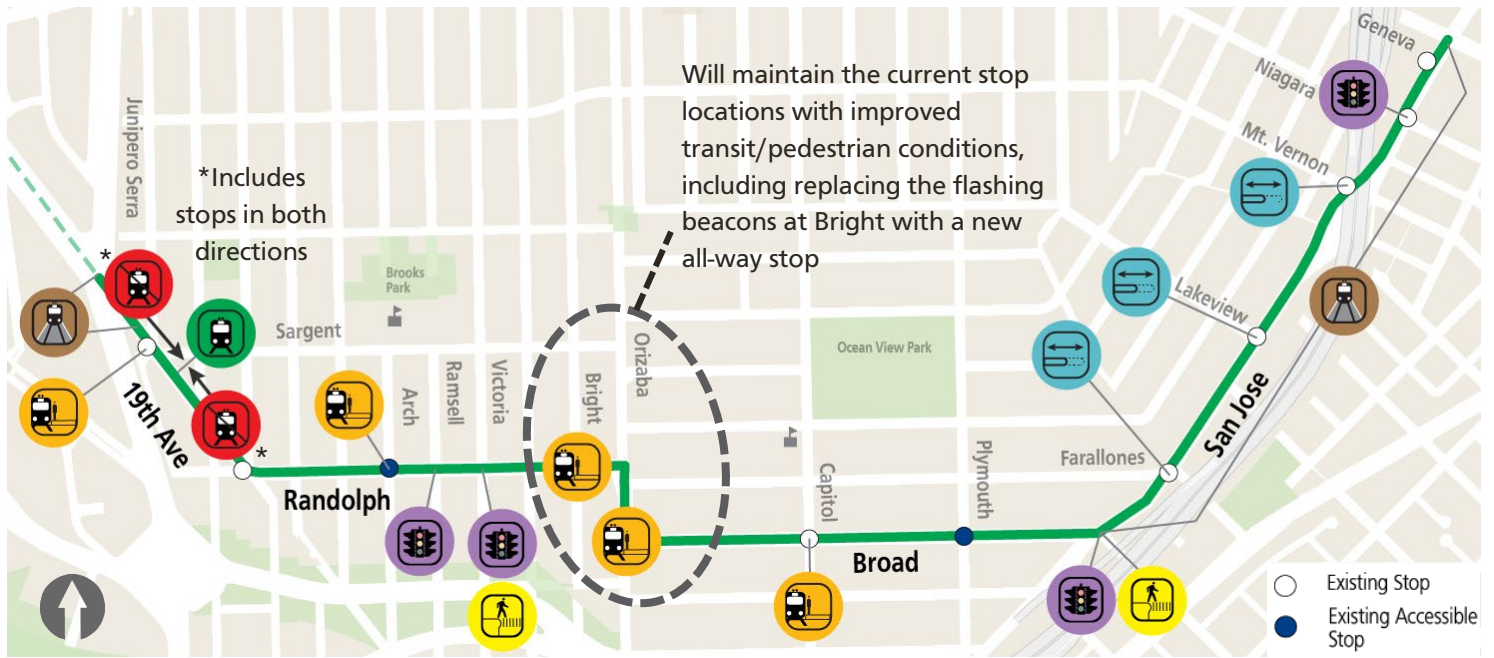 Geneva
Niagara
Mt. Vernon
Will maintain the current stop
locations with improved
transit/pedestrian conditions,
including replacing the flashing
beacons at Bright with a new
all-way stop
Junipero Serra
*Includes
stops in both
directions
*
Brooks
Park
Lakeview
Sargent
Orizaba
Ocean View Park
19th Ave
Arch
Ramsell
Victoria
Bright
San Jose
*
Randolph
Capitol
Plymouth
Farallones
Broad
Existing Stop
Existing Accessible
Stop